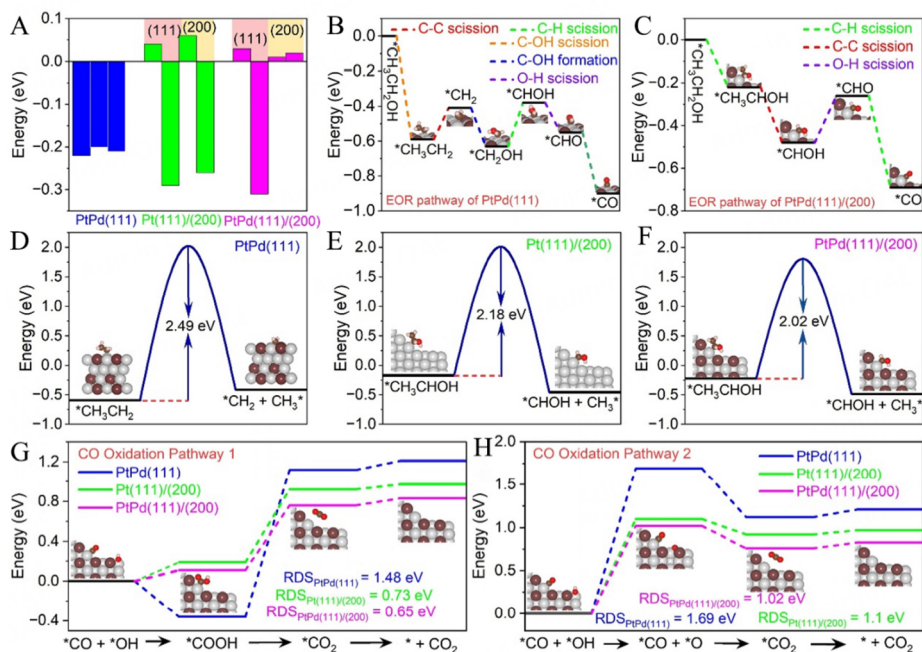 A
Energy (eV)
0.1
0.0
−0.1
−0.2
−0.3
(111)
(200)
(111)
(200)
PtPd(111)
Pt(111)/(200)
PtPd(111)/(200)
B
Energy (eV)
0.0
−0.2
−0.4
−0.6
−0.8
−1.0
C-C scission
C-H scission
C-OH scission
C-OH formation
O-H scission
*CH3CH2OH
*CH3CH2
*CH2
*CH2OH
*CHOH
*CHO
*CO
EOR pathway of PtPd(111)
C
Energy (e V)
0.0
−0.2
−0.4
−0.6
−0.8
C-H scission
C-C scission
O-H scission
*CH3CH2OH
*CH3CHOH
*CHOH
*CHO
*CO
EOR pathway of PtPd(111)/(200)
D
Energy (eV)
2.0
1.5
1.0
0.5
0.0
−0.5
−1.0
PtPd(111)
2.49 eV
*CH3CH2
*CH2 + CH3*
E
Energy (eV)
2.0
1.5
1.0
0.5
0.0
−0.5
−1.0
Pt(111)/(200)
2.18 eV
*CH3CHOH
*CHOH + CH3*
F
Energy (eV)
2.0
1.5
1.0
0.5
0.0
−0.5
−1.0
PtPd(111)/(200)
2.02 eV
*CH3CHOH
*CHOH + CH3*
G
Energy (eV)
1.2
0.8
0.4
0.0
−0.4
CO Oxidation Pathway 1
PtPd(111)
Pt(111)/(200)
PtPd(111)/(200)
RDSPtPd(111) = 1.48 eV
RDSPt(111)/(200) = 0.73 eV
RDSPtPd(111)/(200) = 0.65 eV
*CO + *OH → *COOH → *CO2 → * + CO2
H
Energy (eV)
2.0
1.5
1.0
0.5
0.0
CO Oxidation Pathway 2
PtPd(111)
Pt(111)/(200)
PtPd(111)/(200)
RDSPtPd(111)/(200) = 1.02 eV
RDSPtPd(111) = 1.69 eV
RDSPt(111)/(200) = 1.1 eV
*CO + *OH → *CO + *O → *CO2 → * + CO2